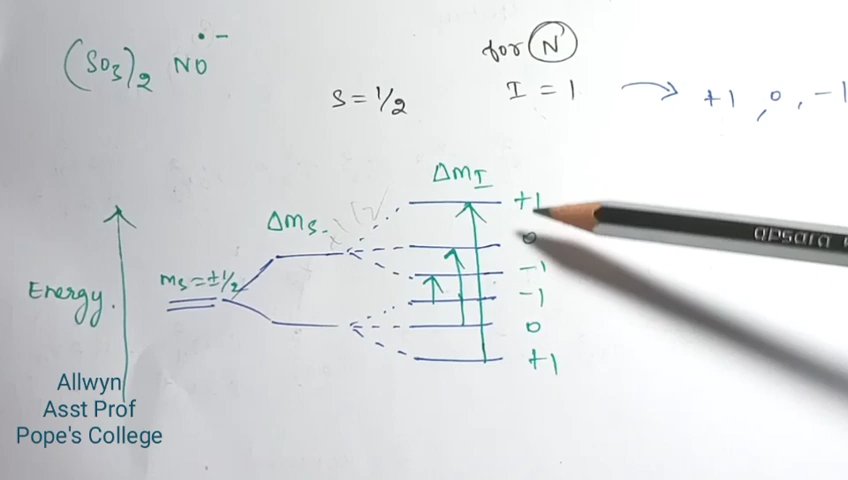 (SO₃)₂ NO•⁻
for N
S = 1/2
I = 1 → +1, 0, -1
ΔmI
ΔmS
+1
0
mS = ±1/2
-1
Energy.
-1
0
+1
Allwyn
Asst Prof
Pope's College
apsara